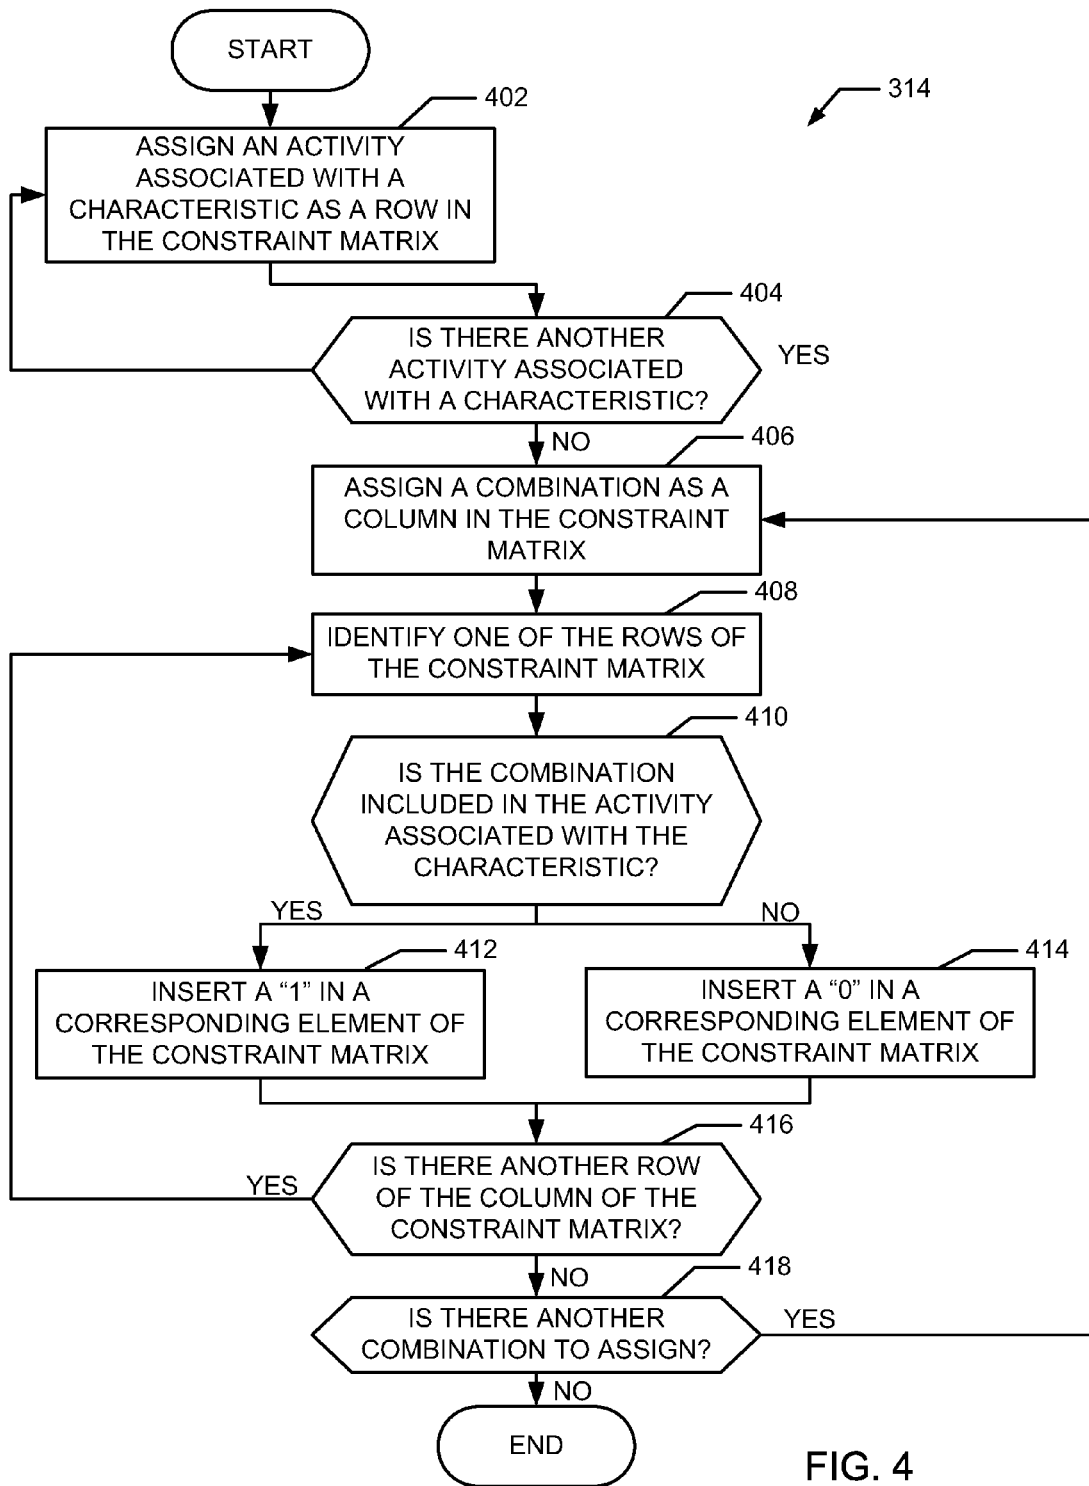 START
402
314
ASSIGN AN ACTIVITY
ASSOCIATED WITH A
CHARACTERISTIC AS A ROW IN
THE CONSTRAINT MATRIX
404
IS THERE ANOTHER
ACTIVITY ASSOCIATED
WITH A CHARACTERISTIC?
YES
NO
406
ASSIGN A COMBINATION AS A
COLUMN IN THE CONSTRAINT
MATRIX
408
IDENTIFY ONE OF THE ROWS OF
THE CONSTRAINT MATRIX
410
IS THE COMBINATION
INCLUDED IN THE ACTIVITY
ASSOCIATED WITH THE
CHARACTERISTIC?
YES
NO
412
INSERT A “1” IN A
CORRESPONDING ELEMENT OF
THE CONSTRAINT MATRIX
414
INSERT A “0” IN A
CORRESPONDING ELEMENT OF
THE CONSTRAINT MATRIX
416
IS THERE ANOTHER ROW
OF THE COLUMN OF THE
CONSTRAINT MATRIX?
YES
NO
418
IS THERE ANOTHER
COMBINATION TO ASSIGN?
YES
NO
END
FIG. 4